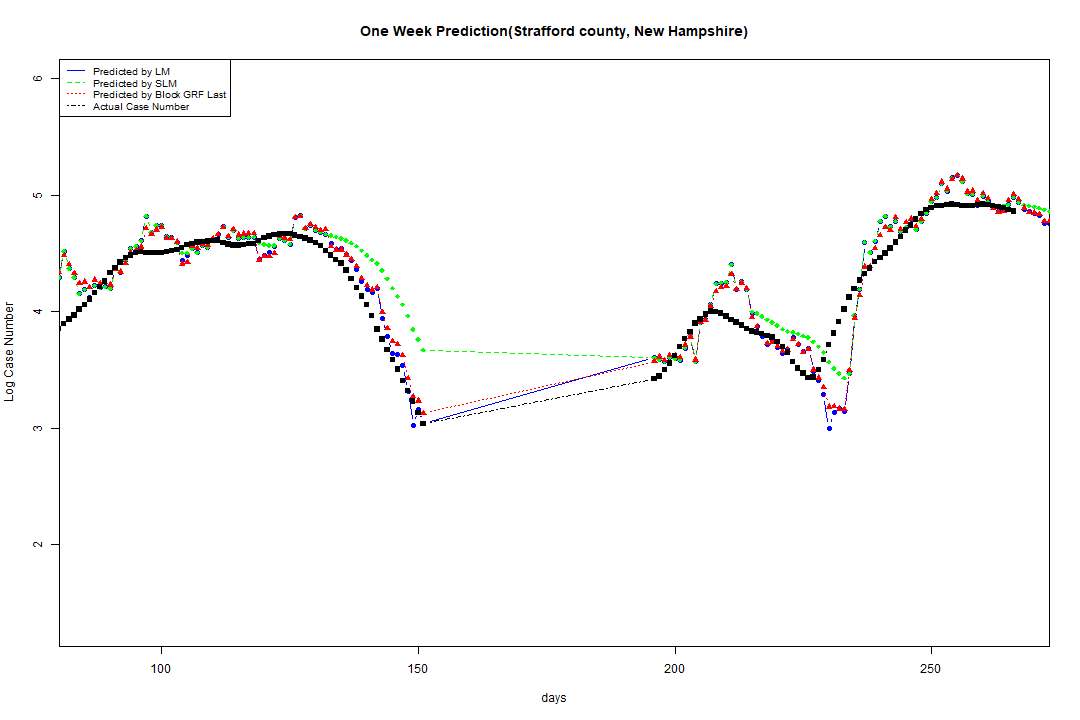 One Week Prediction(Strafford county, New Hampshire)
Predicted by LM
Predicted by SLM
Predicted by Block GRF Last
Actual Case Number
6
5
4
3
2
Log Case Number
100
150
200
250
days